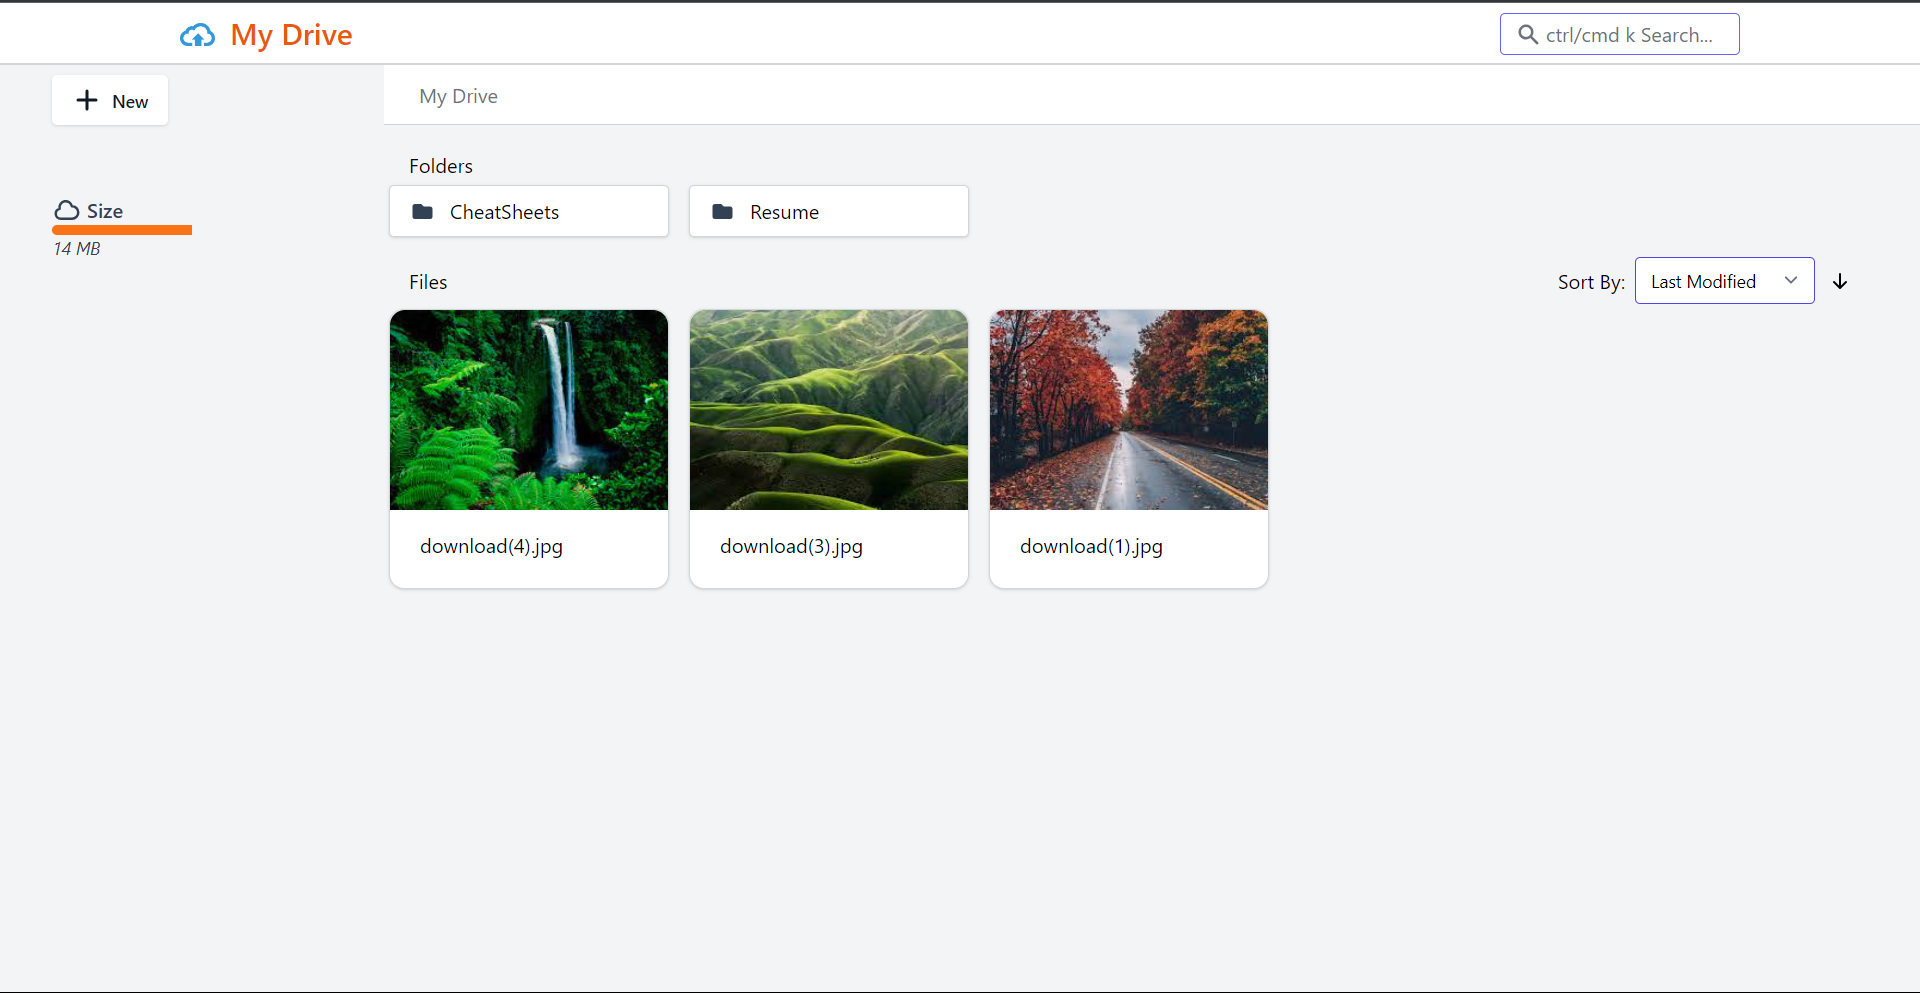 My Drive
ctrl/cmd k Search...
New
My Drive
Size
14 MB
Folders
CheatSheets
Resume
Files
Sort By: Last Modified
download(4).jpg
download(3).jpg
download(1).jpg